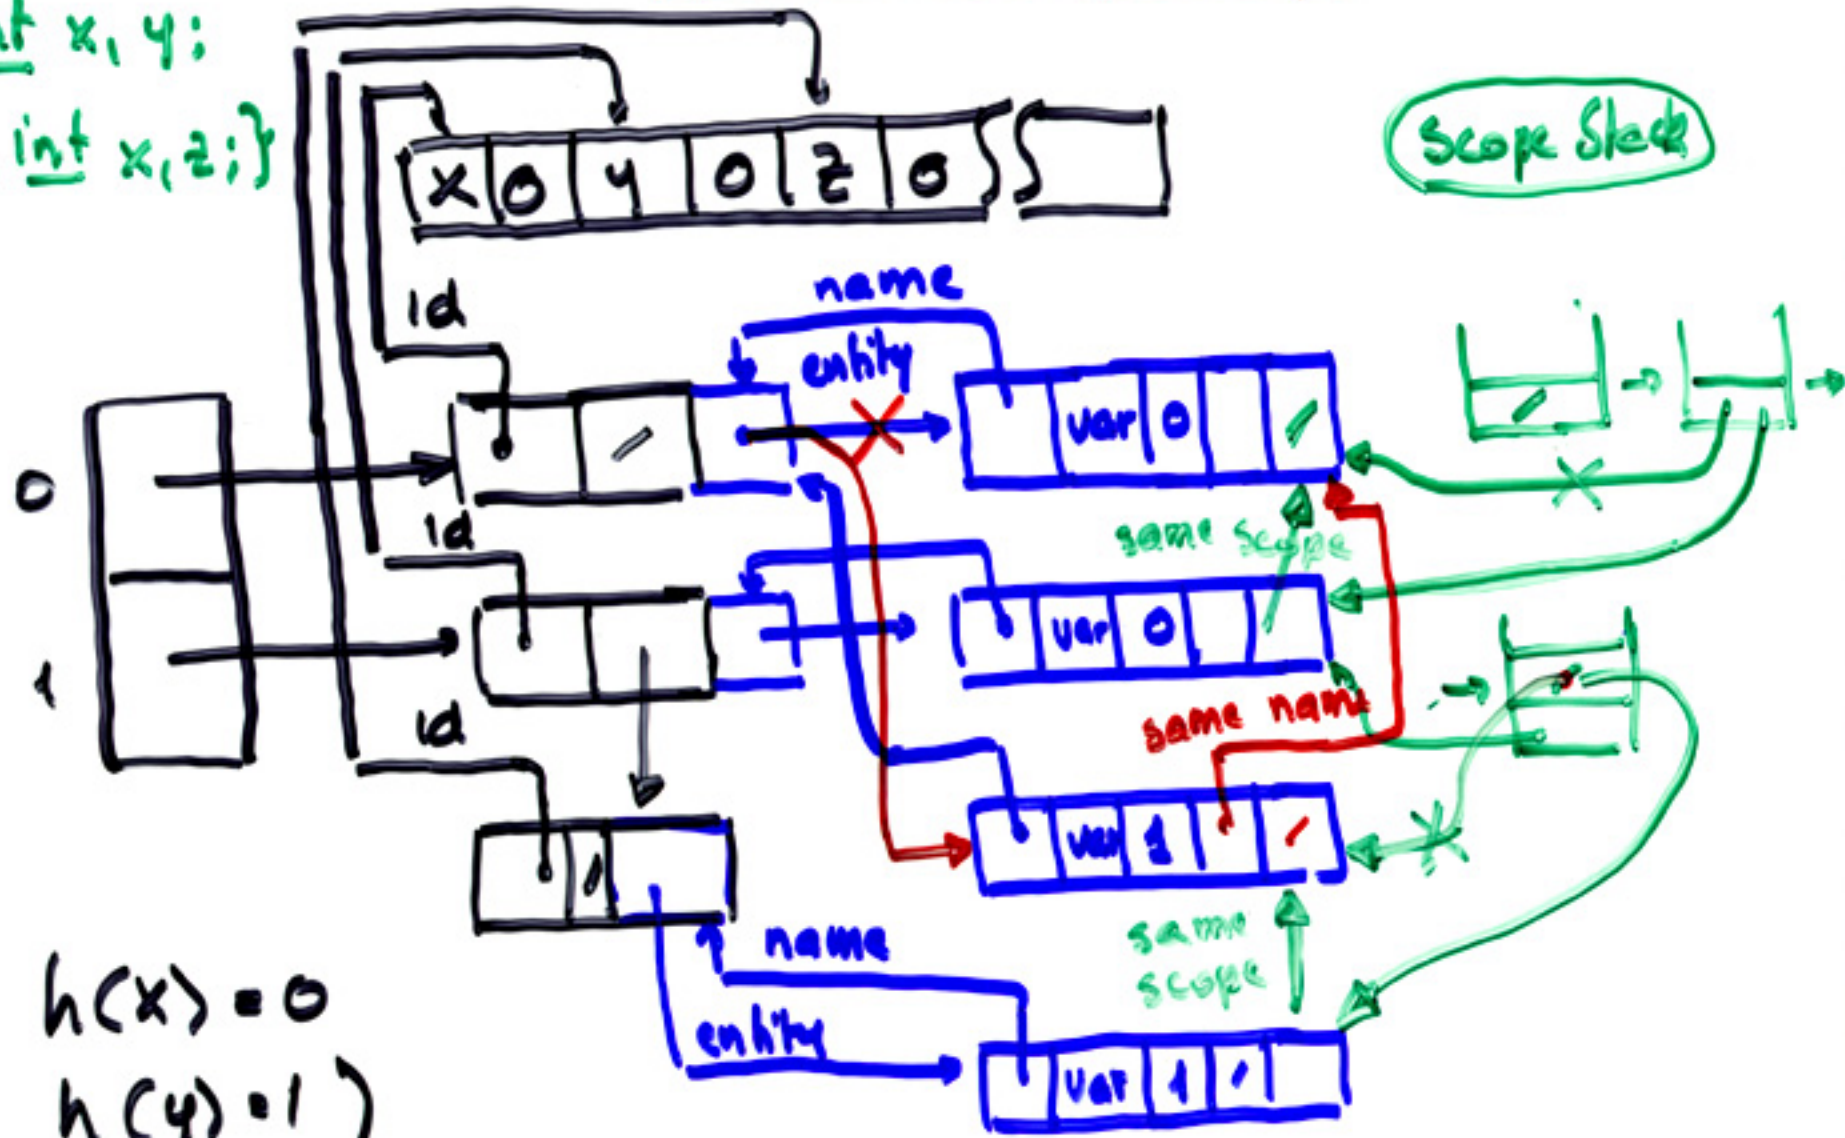 int x, y;
int x, z;}
x 0 y 0 z 0
Scope Stack
id
name
entity
var 0
0
id
same scope
var 0
1
id
same name
var 1
name
same
scope
entity
var 1
h(x) = 0
h(y) = 1)